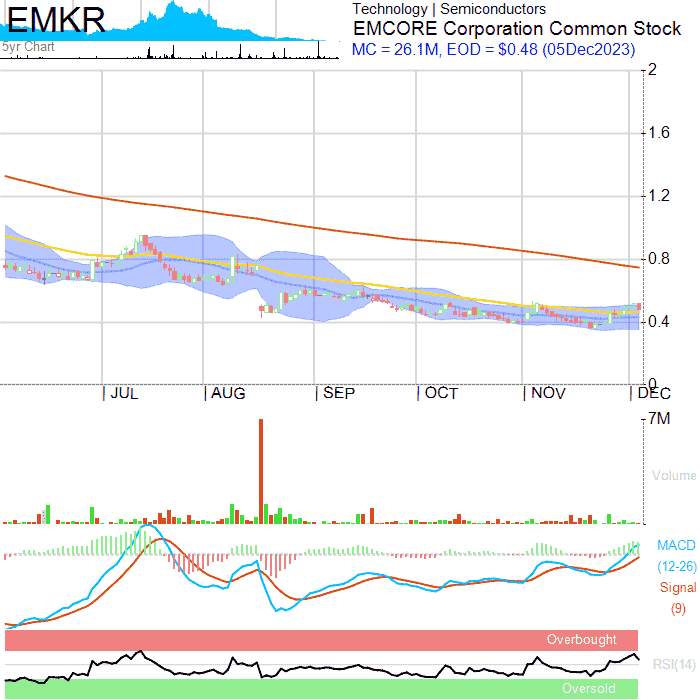 EMKR
5yr Chart
Technology | Semiconductors
EMCORE Corporation Common Stock
MC = 26.1M, EOD = $0.48 (05Dec2023)
2
1.6
1.2
0.8
0.4
0
JUL AUG SEP OCT NOV DEC
7M
Volume
MACD
(12-26)
Signal
(9)
Overbought
RSI(14)
Oversold